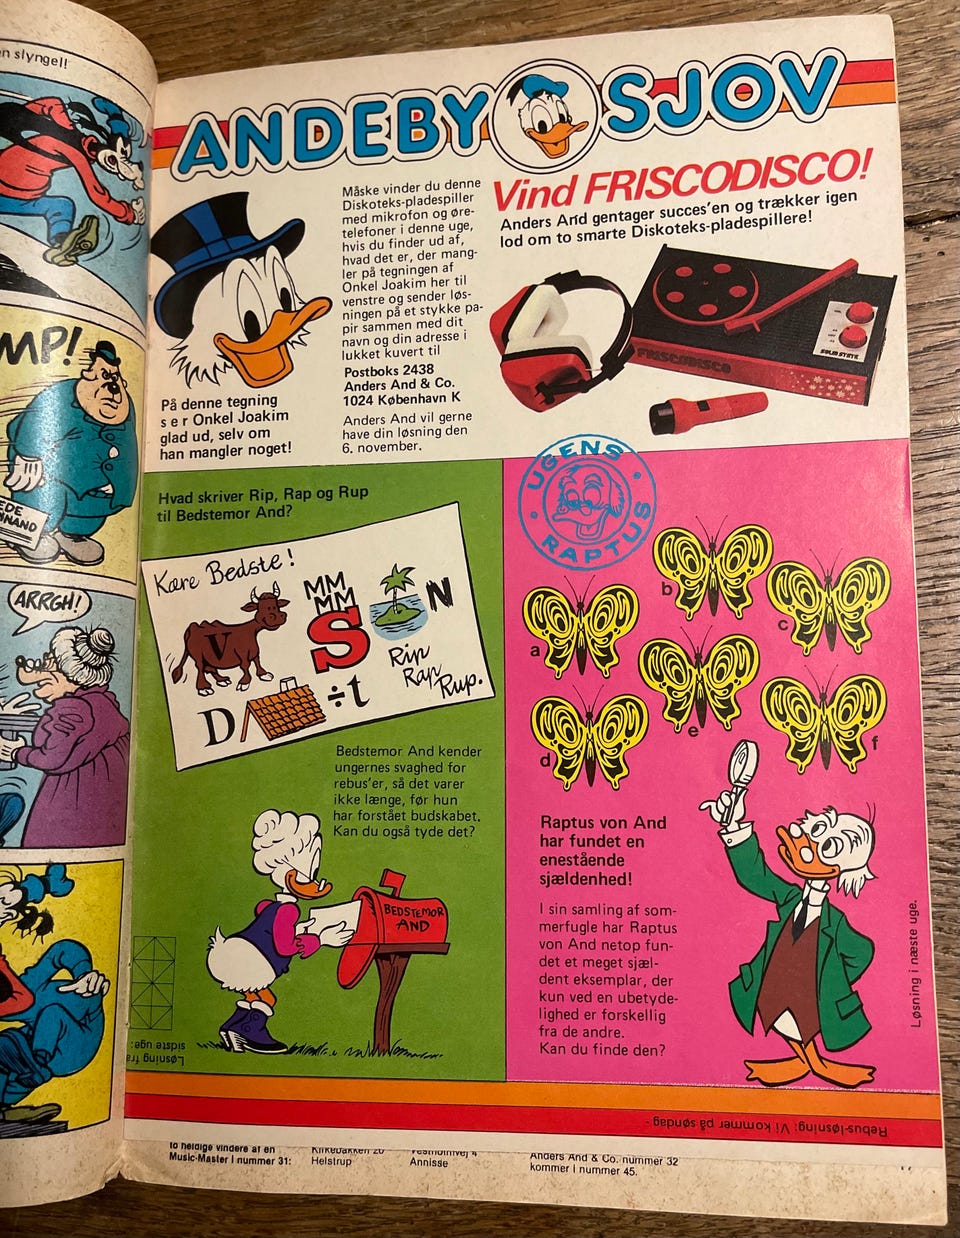 n slyngel!
MP!
EDE
NNAND
ARRGH!
ANDEBY SJOV
Måske vinder du denne
Diskoteks-pladespiller
med mikrofon og øre-
telefoner i denne uge,
hvis du finder ud af,
hvad det er, der mang-
ler på tegningen af
Onkel Joakim her til
venstre og sender løs-
ningen på et stykke pa-
pir sammen med dit
navn og din adresse i
lukket kuvert til
Postboks 2438
Anders And & Co.
1024 København K
Anders And vil gerne
have din løsning den
6. november.
På denne tegning
ser Onkel Joakim
glad ud, selv om
han mangler noget!
Vind FRISCODISCO!
Anders And gentager succes'en og trækker igen
lod om to smarte Diskoteks-pladespillere!
FRISCODISCO
SOLID STATE
Hvad skriver Rip, Rap og Rup
til Bedstemor And?
Kære Bedste!
V
MM
MM
S
N
D
÷t
Rip
Rap
Rup.
Bedstemor And kender
ungernes svaghed for
rebus'er, så det varer
ikke længe, før hun
har forstået budskabet.
Kan du også tyde det?
BEDSTEMOR
AND
Løsning fra
sidste uge:
UGENS
RAPTUS
a
b
c
d
e
f
Raptus von And
har fundet en
enestående
sjældenhed!
I sin samling af som-
merfugle har Raptus
von And netop fun-
det et meget sjæl-
dent eksemplar, der
kun ved en ubetyde-
lighed er forskellig
fra de andre.
Kan du finde den?
Løsning i næste uge.
Rebus-løsning: Vi kommer på søndag -
to heldige vindere af en
Music-Master i nummer 31:
Kirkebakken 20
Helstrup
Annisse
Anders And & Co. nummer 32
kommer i nummer 45.